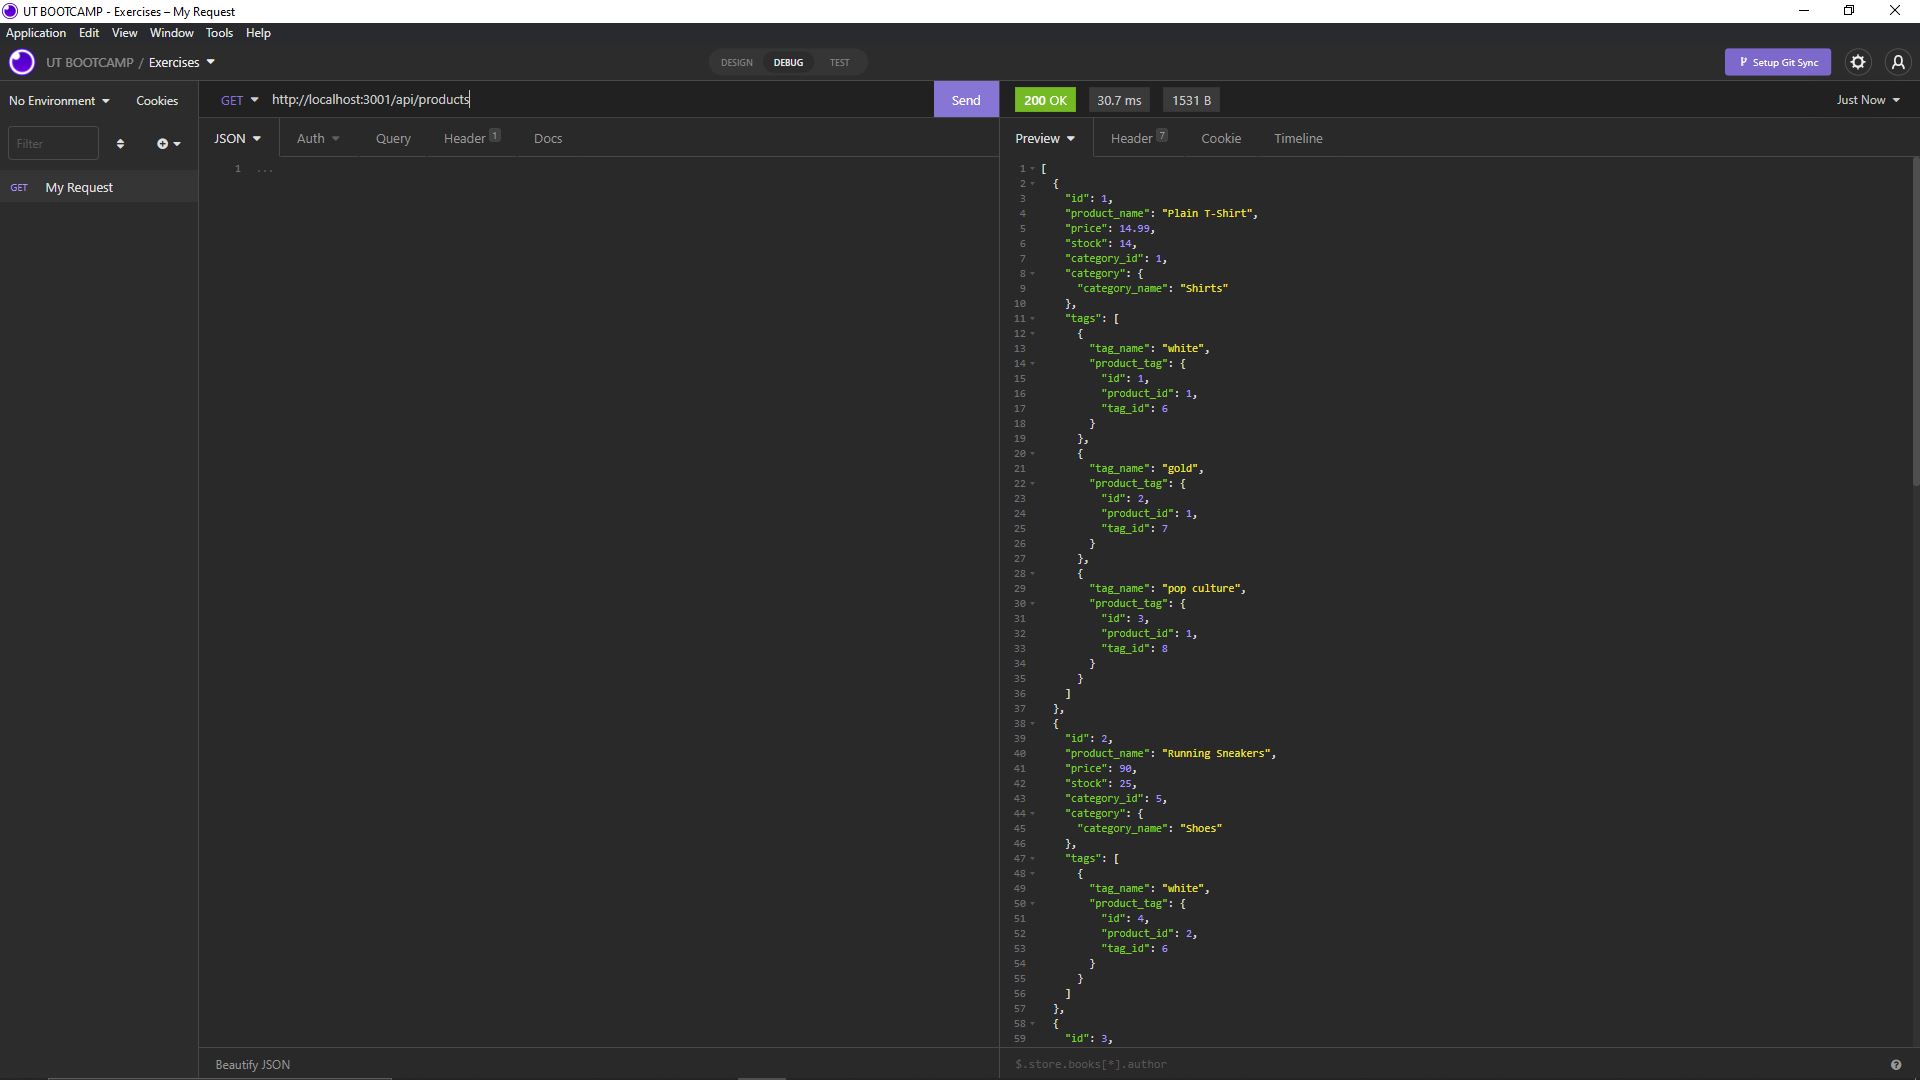 UT BOOTCAMP - Exercises – My Request
Application Edit View Window Tools Help
UT BOOTCAMP / Exercises
DESIGN DEBUG TEST
Setup Git Sync
No Environment Cookies
GET http://localhost:3001/api/products
Send
200 OK 30.7 ms 1531 B
Just Now
Filter
JSON Auth Query Header 1 Docs
Preview Header 7 Cookie Timeline
GET My Request
1 ...
1 [
2 {
3 "id": 1,
4 "product_name": "Plain T-Shirt",
5 "price": 14.99,
6 "stock": 14,
7 "category_id": 1,
8 "category": {
9 "category_name": "Shirts"
10 },
11 "tags": [
12 {
13 "tag_name": "white",
14 "product_tag": {
15 "id": 1,
16 "product_id": 1,
17 "tag_id": 6
18 }
19 },
20 {
21 "tag_name": "gold",
22 "product_tag": {
23 "id": 2,
24 "product_id": 1,
25 "tag_id": 7
26 }
27 },
28 {
29 "tag_name": "pop culture",
30 "product_tag": {
31 "id": 3,
32 "product_id": 1,
33 "tag_id": 8
34 }
35 }
36 ]
37 },
38 {
39 "id": 2,
40 "product_name": "Running Sneakers",
41 "price": 90,
42 "stock": 25,
43 "category_id": 5,
44 "category": {
45 "category_name": "Shoes"
46 },
47 "tags": [
48 {
49 "tag_name": "white",
50 "product_tag": {
51 "id": 4,
52 "product_id": 2,
53 "tag_id": 6
54 }
55 }
56 ]
57 },
58 {
59 "id": 3,
Beautify JSON
$.store.books[*].author